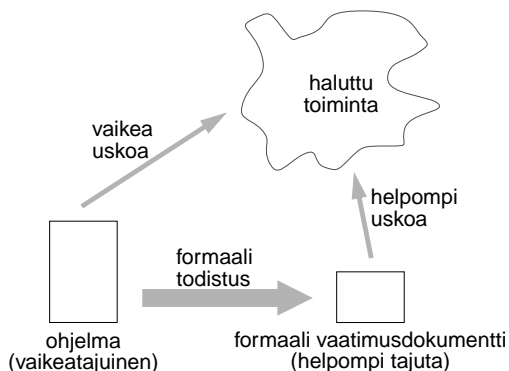 haluttu
toiminta
vaikea
uskoa
helpompi
uskoa
formaali
todistus
ohjelma
(vaikeatajuinen)
formaali vaatimusdokumentti
(helpompi tajuta)